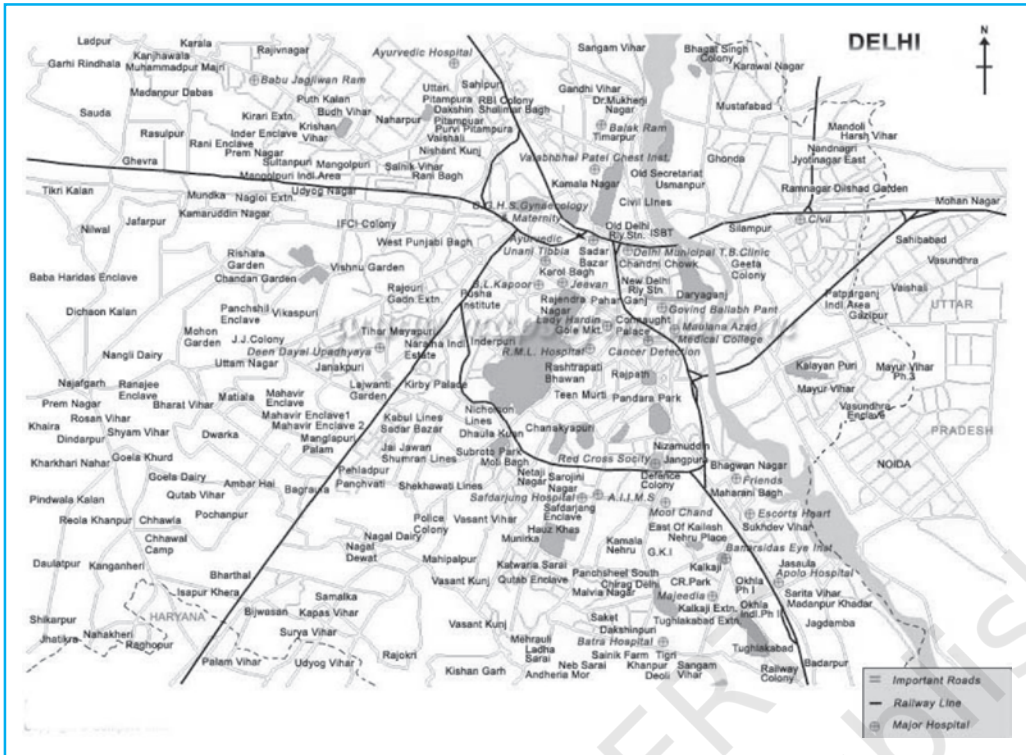 DELHI
N
Ladpur
Karala
Kanjhawala
Rajivnagar
Garhi Rindhala
Muhammadpur Majri
Babu Jagjiwan Ram
Madanpur Dabas
Ayurvedic Hospital
Uttari
Pitampura
Sahipur
Dakshin
RBI Colony
Shalimar Bagh
Pitampuar
Purvi Pitampura
Vaishali
Naharpur
Nishant Kunj
Sangam Vihar
Gandhi Vihar
Dr.Mukherji
Nagar
Balak Ram
Timarpur
Bhagat Singh
Colony
Karawal Nagar
Mustafabad
Mandoli
Harsh Vihar
Nandnagri
Jyotinagar East
Sauda
Puth Kalan
Kirari Extn.
Budh Vihar
Rasulpur
Inder Enclave
Krishan
Vihar
Rani Enclave
Prem Nagar
Ghevra
Sultanpuri
Mangolpuri
Sainik Vihar
Rani Bagh
Mangolpuri Indl.Area
Vallabhbhai Patel Chest Inst.
Kamala Nagar
Old Secretariat
Usmanpur
Ghonda
Civil Lines
Ramnagar
Dilshad Garden
Mohan Nagar
Tikri Kalan
Mundka
Nagloi Extn.
Udyog Nagar
Jafarpur
Kamaruddin Nagar
Nilwal
IFCI Colony
West Punjabi Bagh
C.G.H.S.Gynaecology
& Maternity
Ayurvedic
Unani Tibbia
Old Delhi
Rly.Stn.
ISBT
Sadar
Bazar
Delhi Municipal T.B.Clinic
Chandni Chowk
Silampur
Civil
Geeta
Colony
Sahibabad
Vasundhra
Vaishali
Rishala
Garden
Chandan Garden
Vishnu Garden
Baba Haridas Enclave
Karol Bagh
B.L.Kapoor
Jeevan
Rajouri
Gadn Extn.
Pusha
Institute
Rajendra
Nagar
Pahar Ganj
New Delhi
Rly Stn
Daryaganj
Govind Ballabh Pant
Patparganj
Indl Area
Gazipur
UTTAR
Dichaon Kalan
Panchshil
Enclave
Vikaspuri
Mohon
Garden
J.J.Colony
Tihar
Mayapuri
Naraina Indl
Estate
Inderpuri
Lady Hardin
Gole Mkt.
Connaught
Palace
Maulana Azad
Medical College
Deen Dayal Upadhyaya
R.M.L. Hospital
Cancer Detection
Nangli Dairy
Uttam Nagar
Janakpuri
Rashtrapati
Bhawan
Rajpath
Kalayan Puri
Mayur Vihar
Ph.3
Mayur Vihar
Najafgarh
Ranajee
Enclave
Matiala
Mahavir
Enclave
Lajwanti
Garden
Kirby Palace
Teen Murti
Pandara Park
Vasundra
Enclave
PRADESH
Prem Nagar
Bharat Vihar
Rosan Vihar
Mahavir Enclave1
Mahavir Enclave 2
Kabul Lines
Sadar Bazar
Nicholson
Lines
Khaira
Shyam Vihar
Dindarpur
Dwarka
Manglapuri
Palam
Dhaula Kuan
Chanakyapuri
Nizamuddin
NOIDA
Goela Khurd
Jai Jawan
Shumran Lines
Subroto Park
Moti Bagh
Red Cross Socity
Jangpura
Bhagwan Nagar
Kharkhari Nahar
Goela Dairy
Ambar Hai
Pehladpur
Panchvati
Netaji
Nagar
Sarojini
Nagar
Defence
Colony
Friends
Maharani Bagh
Qutab Vihar
Bagraula
Shekhawati Lines
Pindwala Kalan
Safdarjung Hospital
A.I.I.M.S
Safdarjang
Enclave
Mool Chand
Escorts Heart
Sukhdev Vihar
Reola Khanpur
Chhawla
Pochanpur
Police
Colony
Vasant Vihar
Hauz Khas
Munirka
East Of Kailash
Nehru Place
Chhawal
Camp
Nagal Dairy
Nagal
Dewat
Mahipalpur
Kamala
Nehru
G.K.I
Banarsidas Eye Inst
Kalkaji
Jasaula
Apolo Hospital
Daulatpur
Kanganheri
Bharthal
Katwaria Sarai
Vasant Kunj
Qutab Enclave
Panchsheel South
Chirag Delhi
Malvia Nagar
CR.Park
Okhla
Ph I
Sarita Vihar
Isapur Khera
Samalka
Majeedia
Madanpur Khadar
Shikarpur
HARYANA
Bijwasan
Kapas Vihar
Kalkaji Extn.
Okhla
Indl.Ph II
Saket
Tughlakabad Extn.
Jagdamba
Vasant Kunj
Jhatikra
Nahakheri
Raghopur
Surya Vihar
Dakshinpuri
Batra Hospital
Mehrauli
Ladha
Sarai
Tughlakabad
Palam Vihar
Udyog Vihar
Rajokri
Kishan Garh
Sainik Farm
Tigri
Neb Sarai
Khanpur
Andheria Mor
Deoli
Sangam
Vihar
Railway
Colony
Badarpur
Important Roads
Railway Line
Major Hospital